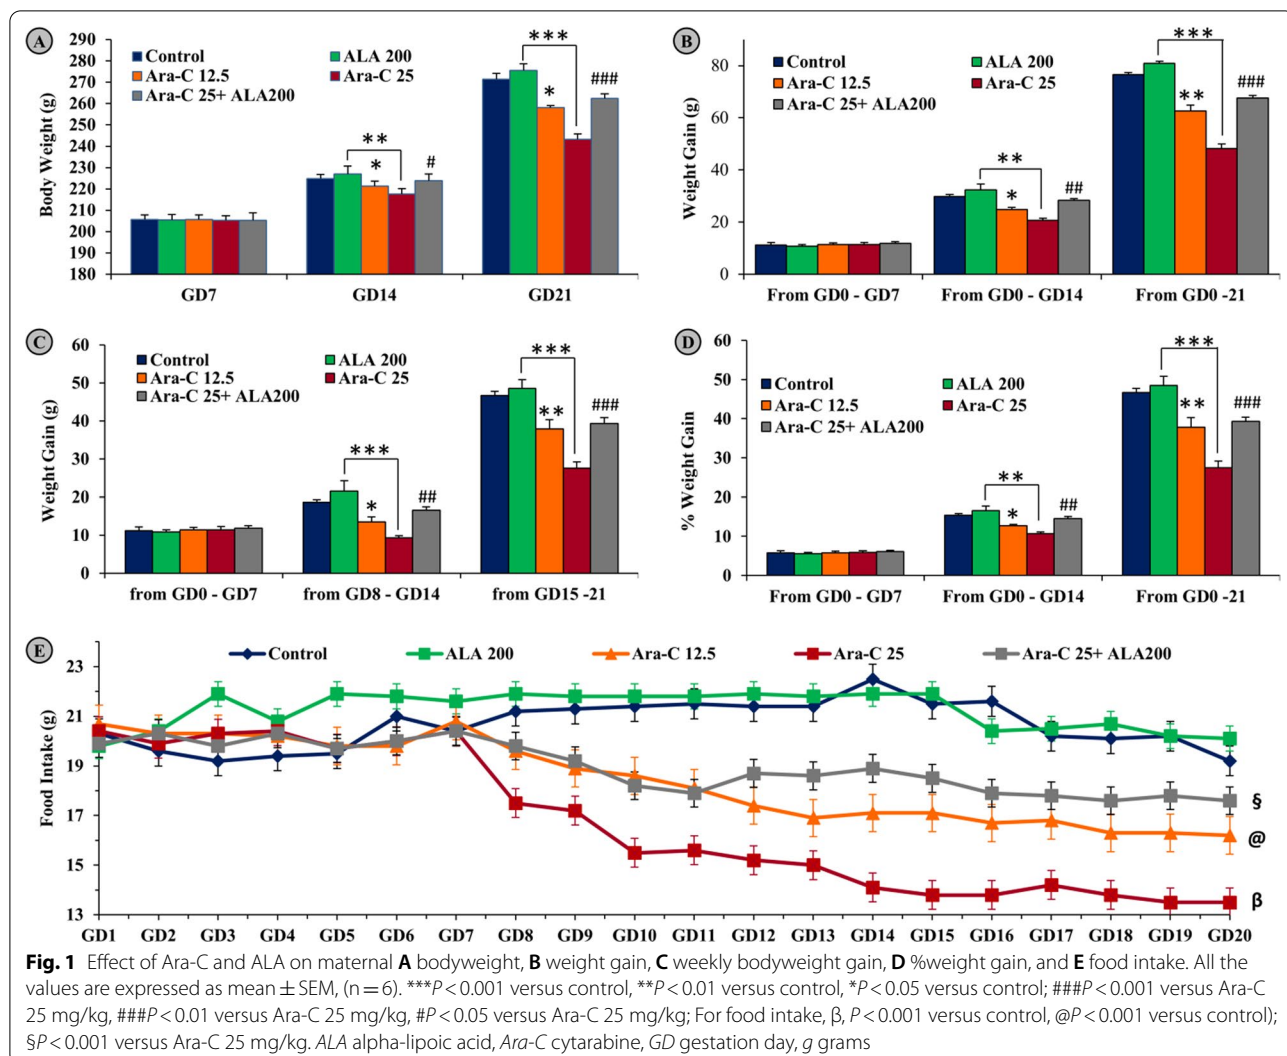 A
Control
ALA 200
Ara-C 12.5
Ara-C 25
Ara-C 25+ ALA200
Body Weight (g)
290
280
270
260
250
240
230
220
210
200
190
180
**
*
#
***
*
###
GD7
GD14
GD21
B
Control
ALA 200
Ara-C 12.5
Ara-C 25
Ara-C 25+ ALA200
Weight Gain (g)
80
60
40
20
0
**
*
##
***
**
###
From GD0 - GD7
From GD0 - GD14
From GD0 -21
C
Control
ALA 200
Ara-C 12.5
Ara-C 25
Ara-C 25+ ALA200
Weight Gain (g)
60
50
40
30
20
10
0
***
*
##
***
**
###
from GD0 - GD7
from GD8 - GD14
from GD15 -21
D
Control
ALA 200
Ara-C 12.5
Ara-C 25
Ara-C 25+ ALA200
% Weight Gain
60
50
40
30
20
10
0
**
*
##
***
**
###
From GD0 - GD7
From GD0 - GD14
From GD0 -21
E
Control
ALA 200
Ara-C 12.5
Ara-C 25
Ara-C 25+ ALA200
Food Intake (g)
23
21
19
17
15
13
§
@
β
GD1 GD2 GD3 GD4 GD5 GD6 GD7 GD8 GD9 GD10 GD11 GD12 GD13 GD14 GD15 GD16 GD17 GD18 GD19 GD20
Fig. 1 Effect of Ara-C and ALA on maternal A bodyweight, B weight gain, C weekly bodyweight gain, D %weight gain, and E food intake. All the
values are expressed as mean ± SEM, (n = 6). ***P < 0.001 versus control, **P < 0.01 versus control, *P < 0.05 versus control; ###P < 0.001 versus Ara-C
25 mg/kg, ###P < 0.01 versus Ara-C 25 mg/kg, #P < 0.05 versus Ara-C 25 mg/kg; For food intake, β, P < 0.001 versus control, @P < 0.001 versus control);
§P < 0.001 versus Ara-C 25 mg/kg. ALA alpha-lipoic acid, Ara-C cytarabine, GD gestation day, g grams